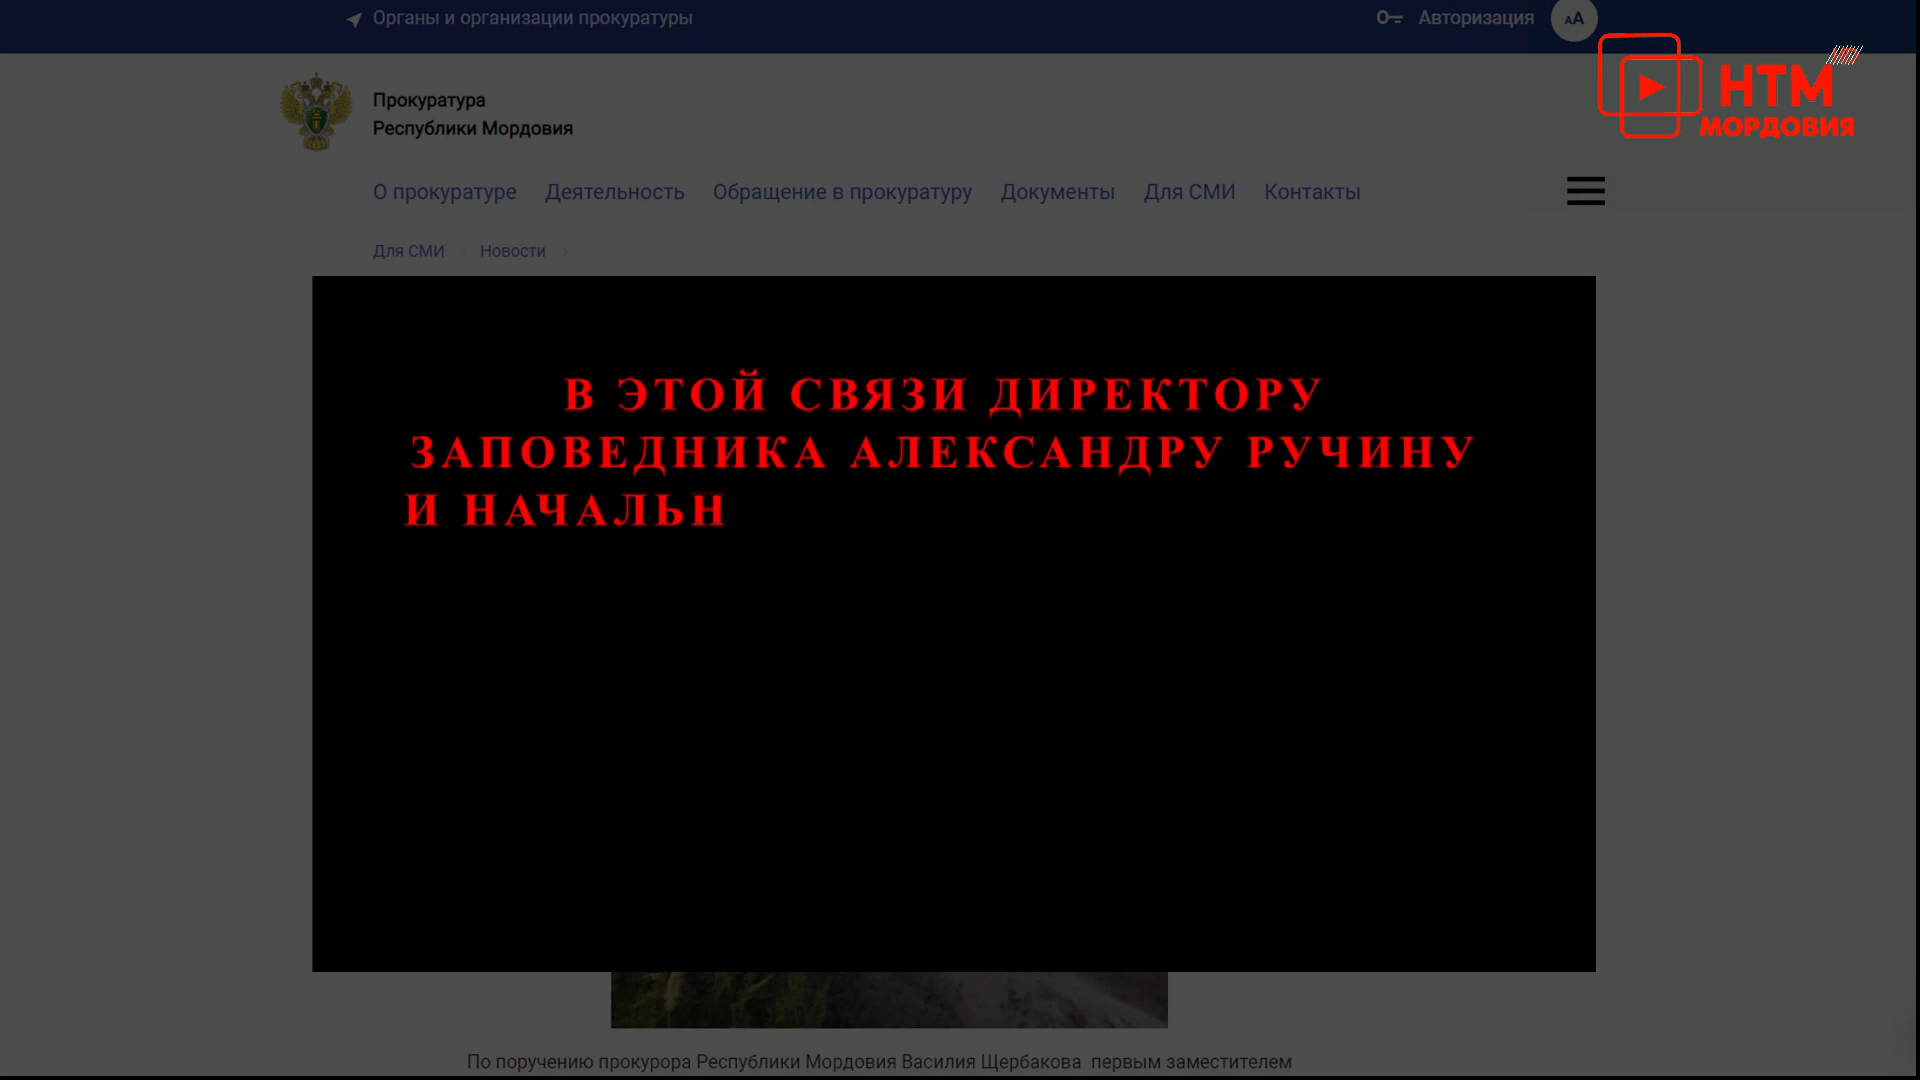 Органы и организации прокуратуры
Авторизация
АА
НТМ
МОРДОВИЯ
Прокуратура
Республики Мордовия
О прокуратуре Деятельность Обращение в прокуратуру Документы Для СМИ Контакты
Для СМИ Новости
В ЭТОЙ СВЯЗИ ДИРЕКТОРУ
ЗАПОВЕДНИКА АЛЕКСАНДРУ РУЧИНУ
И НАЧАЛЬН
По поручению прокурора Республики Мордовия Василия Щербакова первым заместителем